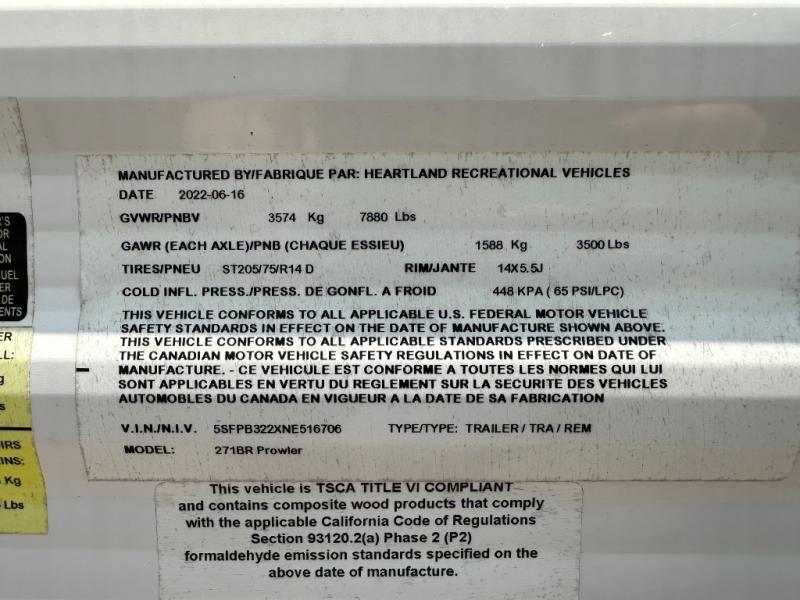 MANUFACTURED BY/FABRIQUE PAR: HEARTLAND RECREATIONAL VEHICLES
DATE 2022-06-16
GVWR/PNBV 3574 Kg 7880 Lbs
GAWR (EACH AXLE)/PNB (CHAQUE ESSIEU) 1588 Kg 3500 Lbs
TIRES/PNEU ST205/75/R14 D RIM/JANTE 14X5.5J
COLD INFL. PRESS./PRESS. DE GONFL. A FROID 448 KPA ( 65 PSI/LPC)
THIS VEHICLE CONFORMS TO ALL APPLICABLE U.S. FEDERAL MOTOR VEHICLE
SAFETY STANDARDS IN EFFECT ON THE DATE OF MANUFACTURE SHOWN ABOVE.
THIS VEHICLE CONFORMS TO ALL APPLICABLE STANDARDS PRESCRIBED UNDER
THE CANADIAN MOTOR VEHICLE SAFETY REGULATIONS IN EFFECT ON DATE OF
MANUFACTURE. - CE VEHICULE EST CONFORME A TOUTES LES NORMES QUI LUI
SONT APPLICABLES EN VERTU DU REGLEMENT SUR LA SECURITE DES VEHICLES
AUTOMOBILES DU CANADA EN VIGUEUR A LA DATE DE SA FABRICATION
V.I.N./N.I.V. 5SFPB322XNE516706 TYPE/TYPE: TRAILER / TRA / REM
MODEL: 271BR Prowler
This vehicle is TSCA TITLE VI COMPLIANT
and contains composite wood products that comply
with the applicable California Code of Regulations
Section 93120.2(a) Phase 2 (P2)
formaldehyde emission standards specified on the
above date of manufacture.
DE
Kg
Lbs